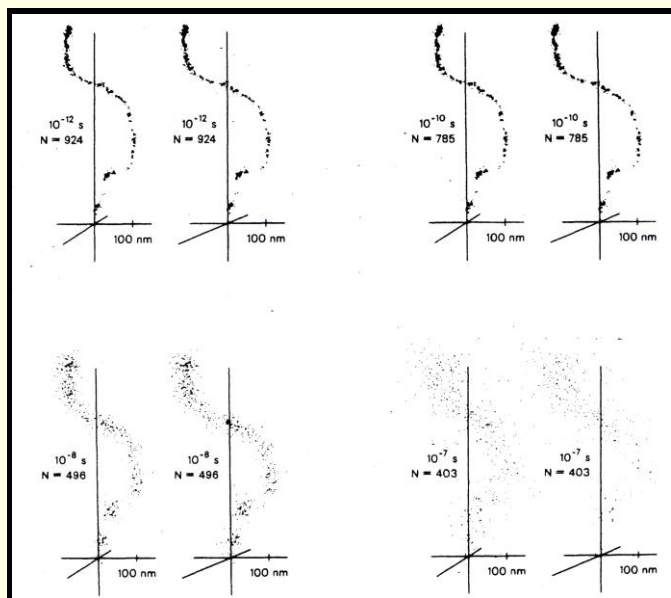 10⁻¹² s
N = 924
100 nm
10⁻¹² s
N = 924
100 nm
10⁻¹⁰ s
N = 785
100 nm
10⁻¹⁰ s
N = 785
100 nm
10⁻⁸ s
N = 496
100 nm
10⁻⁸ s
N = 496
100 nm
10⁻⁷ s
N = 403
100 nm
10⁻⁷ s
N = 403
100 nm